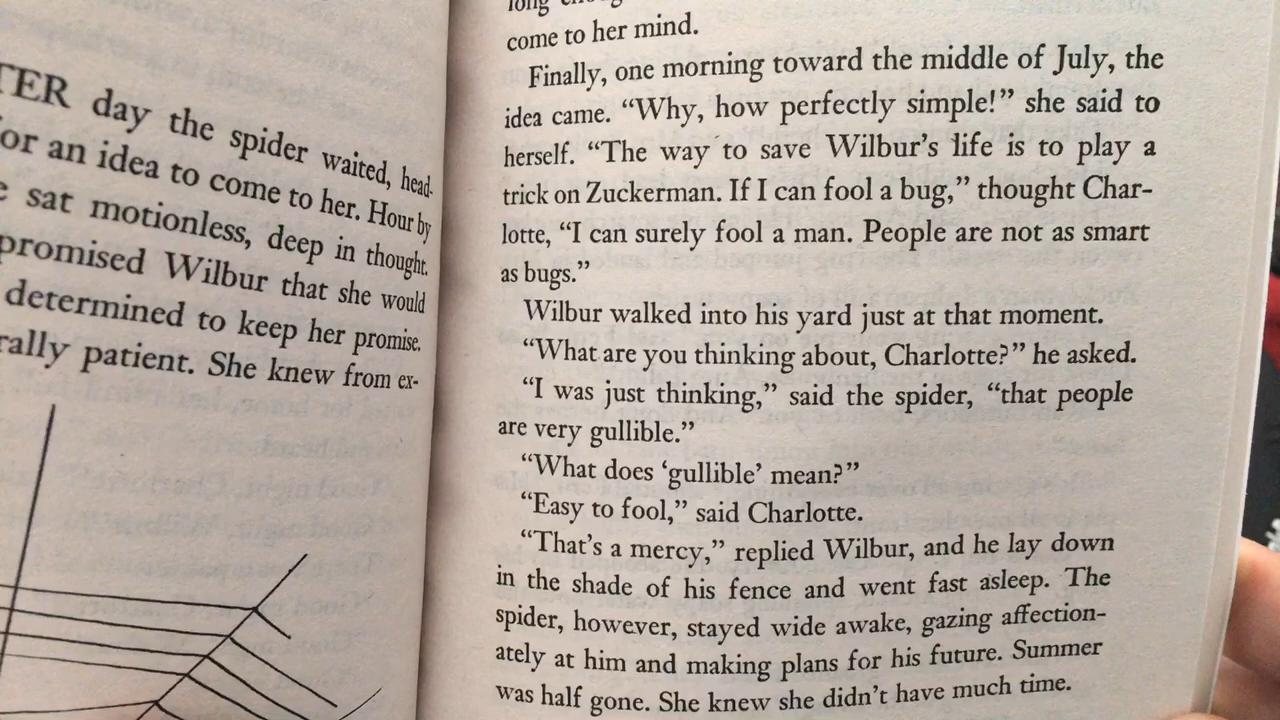 TER day the spider waited, head-
or an idea to come to her. Hour by
sat motionless, deep in thought.
promised Wilbur that she would
determined to keep her promise.
rally patient. She knew from ex-
long
come to her mind.
Finally, one morning toward the middle of July, the
idea came. “Why, how perfectly simple!” she said to
herself. “The way to save Wilbur’s life is to play a
trick on Zuckerman. If I can fool a bug,” thought Char-
lotte, “I can surely fool a man. People are not as smart
as bugs.”
Wilbur walked into his yard just at that moment.
“What are you thinking about, Charlotte?” he asked.
“I was just thinking,” said the spider, “that people
are very gullible.”
“What does ‘gullible’ mean?”
“Easy to fool,” said Charlotte.
“That’s a mercy,” replied Wilbur, and he lay down
in the shade of his fence and went fast asleep. The
spider, however, stayed wide awake, gazing affection-
ately at him and making plans for his future. Summer
was half gone. She knew she didn’t have much time.